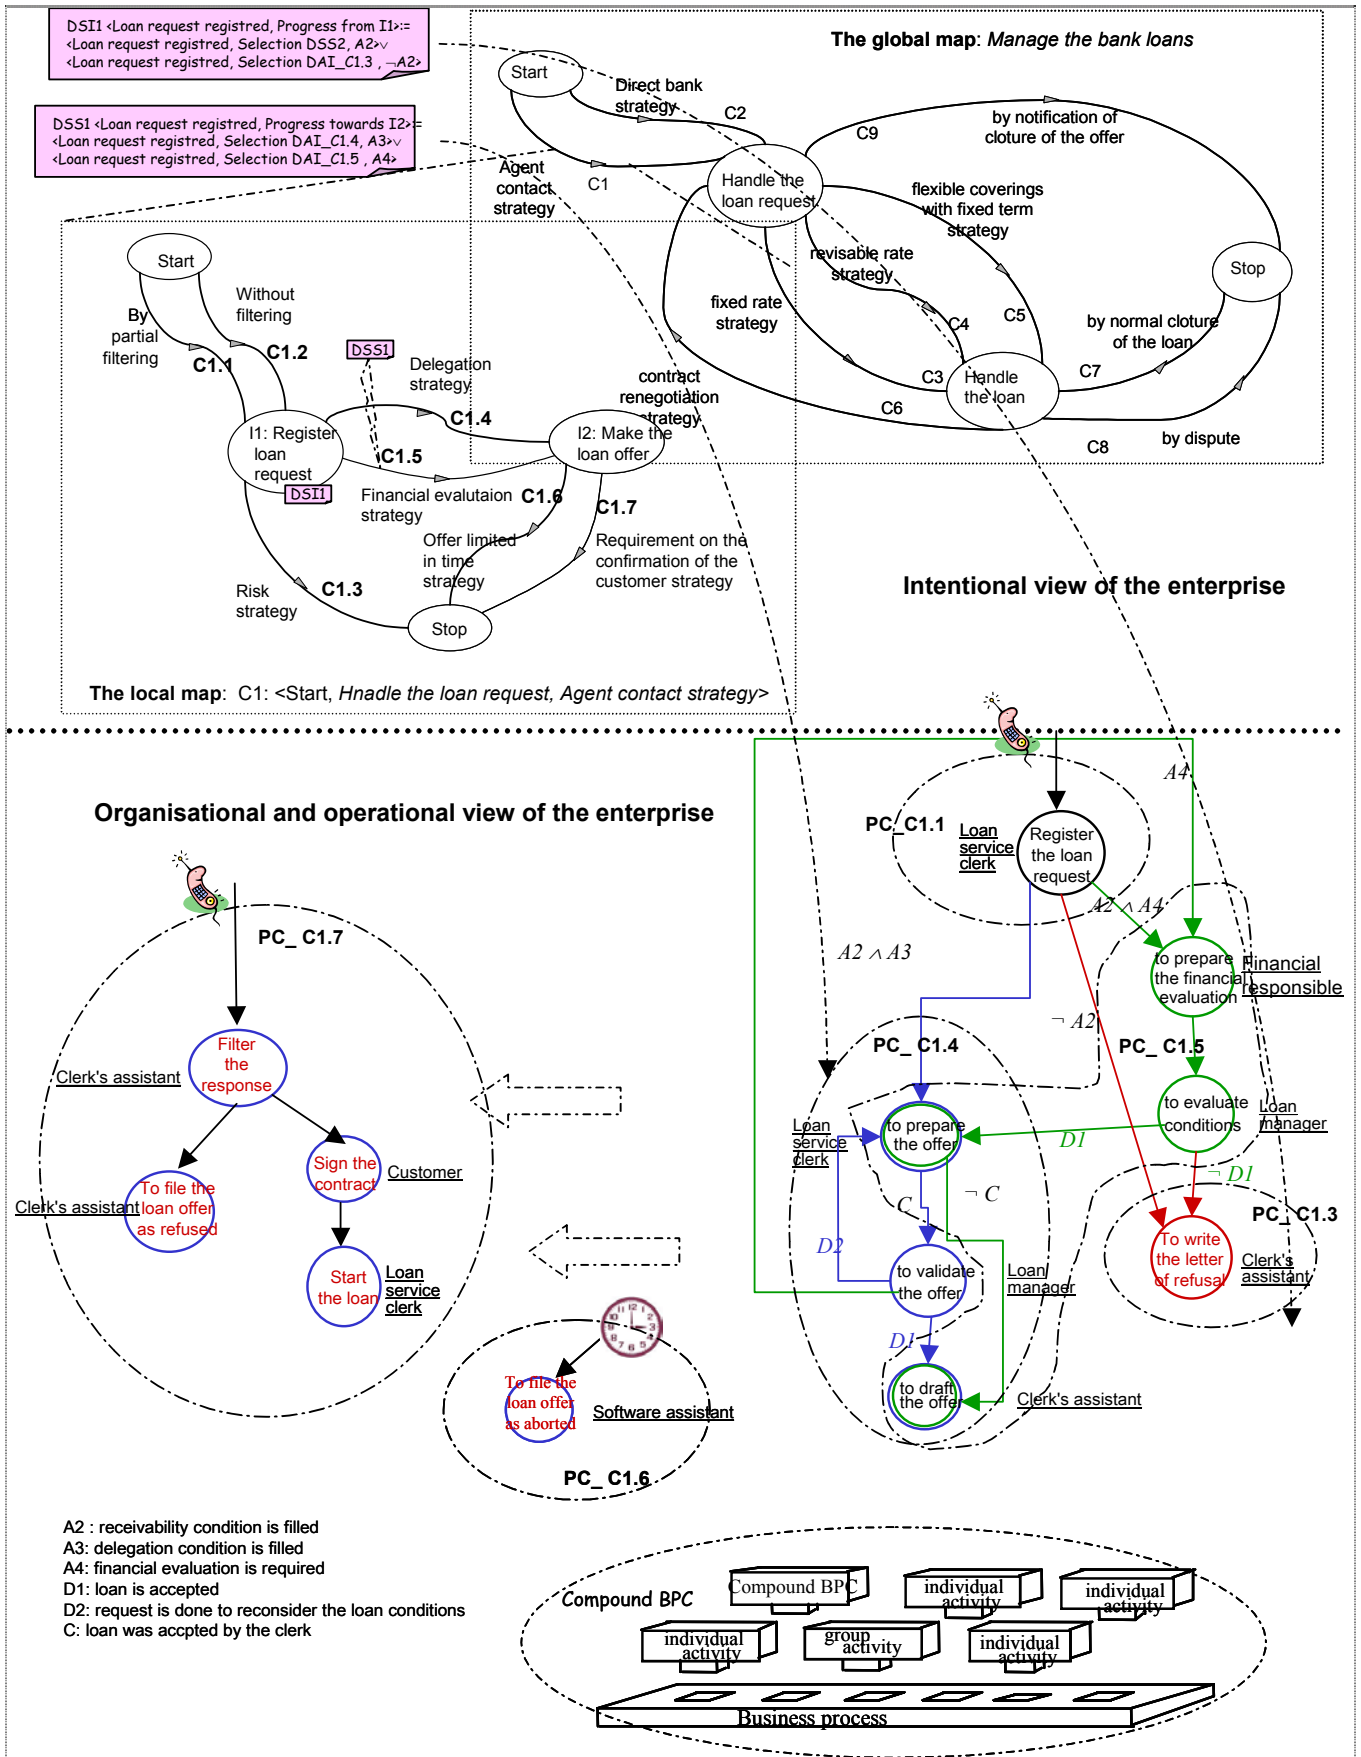 DSI1 <Loan request registred, Progress from I1>:=
<Loan request registred, Selection DSS2, A2>∨
<Loan request registred, Selection DAI_C1.3 , ¬A2>
DSS1 <Loan request registred, Progress towards I2>:=
<Loan request registred, Selection DAI_C1.4, A3>∨
<Loan request registred, Selection DAI_C1.5 , A4>
The global map: Manage the bank loans
Start
Direct bank
strategy
C2
C9
by notification of
cloture of the offer
Agent
contact
strategy
C1
Handle the
loan request
flexible coverings
with fixed term
strategy
revisable rate
strategy
Stop
fixed rate
strategy
C4
C5
by normal cloture
of the loan
contract
renegotiation
strategy
C3
C6
Handle
the loan
C7
C8
by dispute
Start
Without
filtering
By
partial
filtering
C1.1
C1.2
DSS1
Delegation
strategy
C1.4
I1: Register
loan
request
DSI1
C1.5
I2: Make the
loan offer
Financial evalutaion
strategy
C1.6
C1.7
Offer limited
in time
strategy
Requirement on the
confirmation of the
customer strategy
Risk
strategy
C1.3
Stop
Intentional view of the enterprise
The local map: C1: <Start, Hnadle the loan request, Agent contact strategy>
Organisational and operational view of the enterprise
A4
PC_C1.1
Loan
service
clerk
Register
the loan
request
A2 ∧ A4
A2 ∧ A3
¬ A2
to prepare
the financial
evaluation
Financial
responsible
PC_ C1.7
PC_ C1.4
PC_ C1.5
Filter
the
response
Clerk's assistant
to evaluate
conditions
Loan
manager
Loan
service
clerk
to prepare
the offer
D1
¬ D1
Sign the
contract
Customer
To file the
loan offer
as refused
Clerk's assistant
C
¬ C
D2
PC_ C1.3
To write
the letter
of refusal
Clerk's
assistant
to validate
the offer
Loan
manager
Start
the loan
Loan
service
clerk
D1
to draft
the offer
Clerk's assistant
To file the
loan offer
as aborted
Software assistant
PC_ C1.6
A2 : receivability condition is filled
A3: delegation condition is filled
A4: financial evaluation is required
D1: loan is accepted
D2: request is done to reconsider the loan conditions
C: loan was accpted by the clerk
Compound BPC
Compound BPC
individual
activity
individual
activity
individual
activity
group
activity
individual
activity
Business process